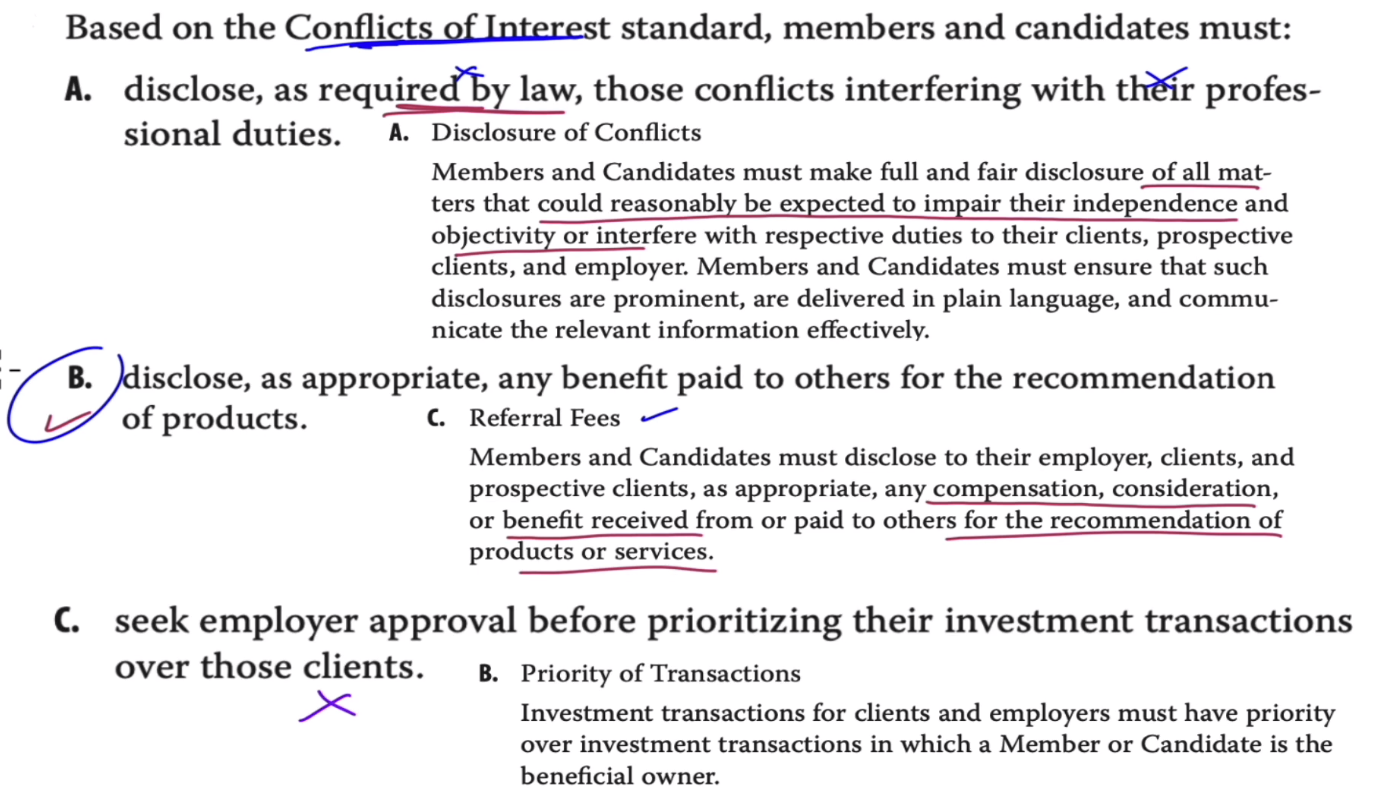 Based on the Conflicts of Interest standard, members and candidates must:
A. disclose, as required by law, those conflicts interfering with their profes-
sional duties.
A. Disclosure of Conflicts
Members and Candidates must make full and fair disclosure of all mat-
ters that could reasonably be expected to impair their independence and
objectivity or interfere with respective duties to their clients, prospective
clients, and employer. Members and Candidates must ensure that such
disclosures are prominent, are delivered in plain language, and commu-
nicate the relevant information effectively.
B. disclose, as appropriate, any benefit paid to others for the recommendation
of products.
C. Referral Fees
Members and Candidates must disclose to their employer, clients, and
prospective clients, as appropriate, any compensation, consideration,
or benefit received from or paid to others for the recommendation of
products or services.
C. seek employer approval before prioritizing their investment transactions
over those clients.
B. Priority of Transactions
Investment transactions for clients and employers must have priority
over investment transactions in which a Member or Candidate is the
beneficial owner.